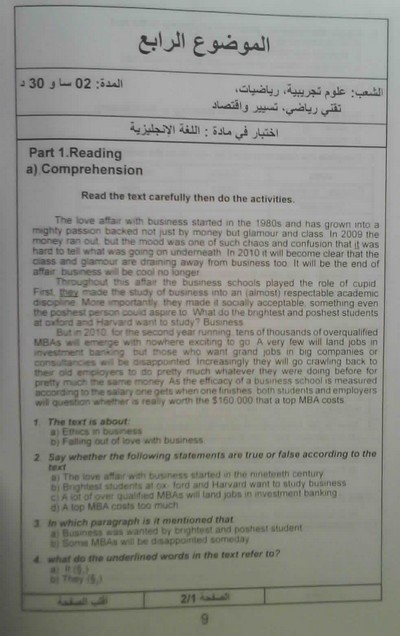 الموضوع الرابع
الشعب: علوم تجريبية، رياضيات،
تقني رياضي، تسيير واقتصاد
المدة: 02 سا و 30 د
اختبار في مادة : اللغة الانجليزية
Part 1.Reading
a) Comprehension
Read the text carefully then do the activities.
The love affair with business started in the 1980s and has grown into a
mighty passion backed not just by money but glamour and class. In 2009 the
money ran out, but the mood was one of such chaos and confusion that it was
hard to tell what was going on underneath. In 2010 it will become clear that the
class and glamour are draining away from business too. It will be the end of
affair: business will be cool no longer.
Throughout this affair the business schools played the role of cupid.
First, they made the study of business into an (almost) respectable academic
discipline. More importantly, they made it socially acceptable, something even
the poshest person could aspire to. What do the brightest and poshest students
at oxford and Harvard want to study? Business.
But in 2010, for the second year running, tens of thousands of overqualified
MBAs will emerge with nowhere exciting to go. A very few will land jobs in
investment banking, but those who want grand jobs in big companies or
consultancies will be disappointed. Increasingly they will go crawling back to
their old employers to do pretty much whatever they were doing before for
pretty much the same money. As the efficacy of a business school is measured
according to the salary one gets when one finishes, both students and employers
will question whether is really worth the $160 000 that a top MBA costs.
1. The text is about:
a) Ethics in business
b) Falling out of love with business
2. Say whether the following statements are true or false according to the
text
a) The love affair with business started in the nineteeth century
b) Brightest students at ox- ford and Harvard want to study business
c) A lot of over qualified MBAs will land jobs in investment banking
d) A top MBA costs too much
3. In which paragraph is it mentioned that
a) Business was wanted by brightest and poshest student
b) Some MBAs will be disappointed someday
4. what do the underlined words in the text refer to?
a) It (§
b) They (§
الصفحة 2/1
اقلب الصفحة
9